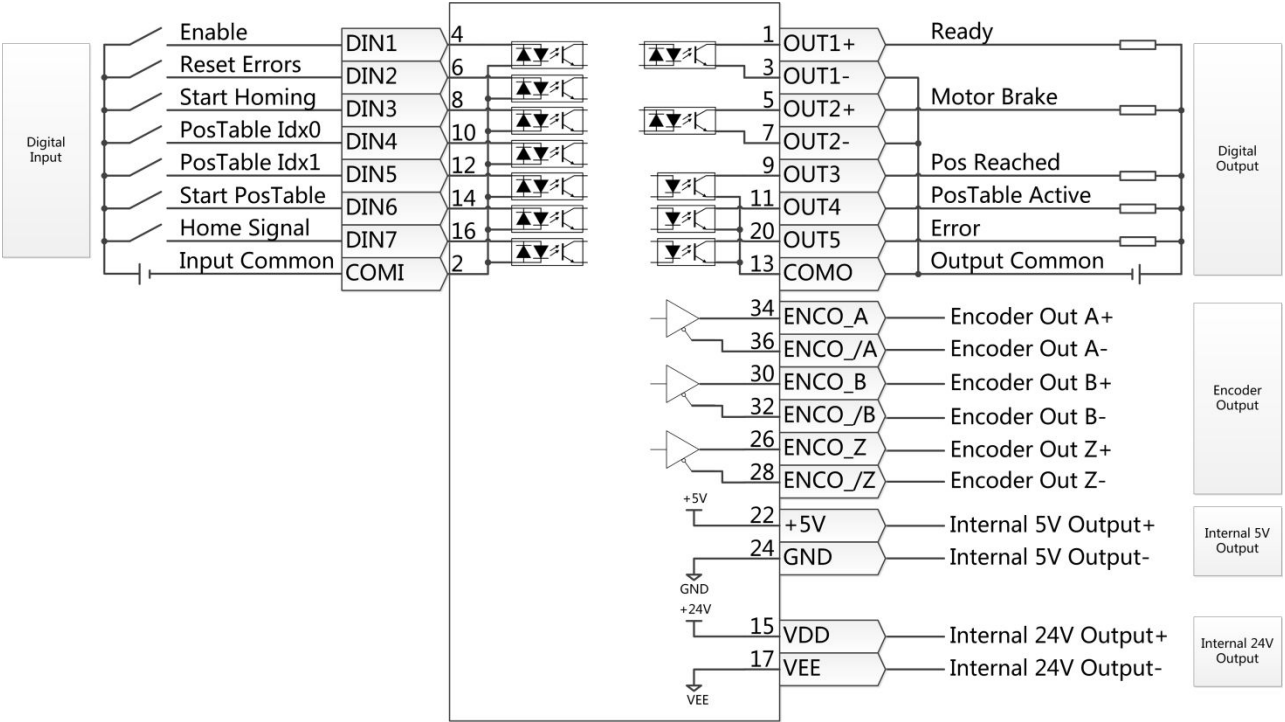 Digital
Input
Enable DIN1 4
Reset Errors DIN2 6
Start Homing DIN3 8
PosTable Idx0 DIN4 10
PosTable Idx1 DIN5 12
Start PosTable DIN6 14
Home Signal DIN7 16
Input Common COMI 2
1 OUT1+ Ready
3 OUT1-
5 OUT2+ Motor Brake
7 OUT2-
9 OUT3 Pos Reached
11 OUT4 PosTable Active
20 OUT5 Error
13 COMO Output Common
Digital
Output
34 ENCO_A Encoder Out A+
36 ENCO_/A Encoder Out A-
30 ENCO_B Encoder Out B+
32 ENCO_/B Encoder Out B-
26 ENCO_Z Encoder Out Z+
28 ENCO_/Z Encoder Out Z-
Encoder
Output
+5V
22 +5V Internal 5V Output+
24 GND Internal 5V Output-
GND
Internal 5V
Output
+24V
15 VDD Internal 24V Output+
17 VEE Internal 24V Output-
VEE
Internal 24V
Output